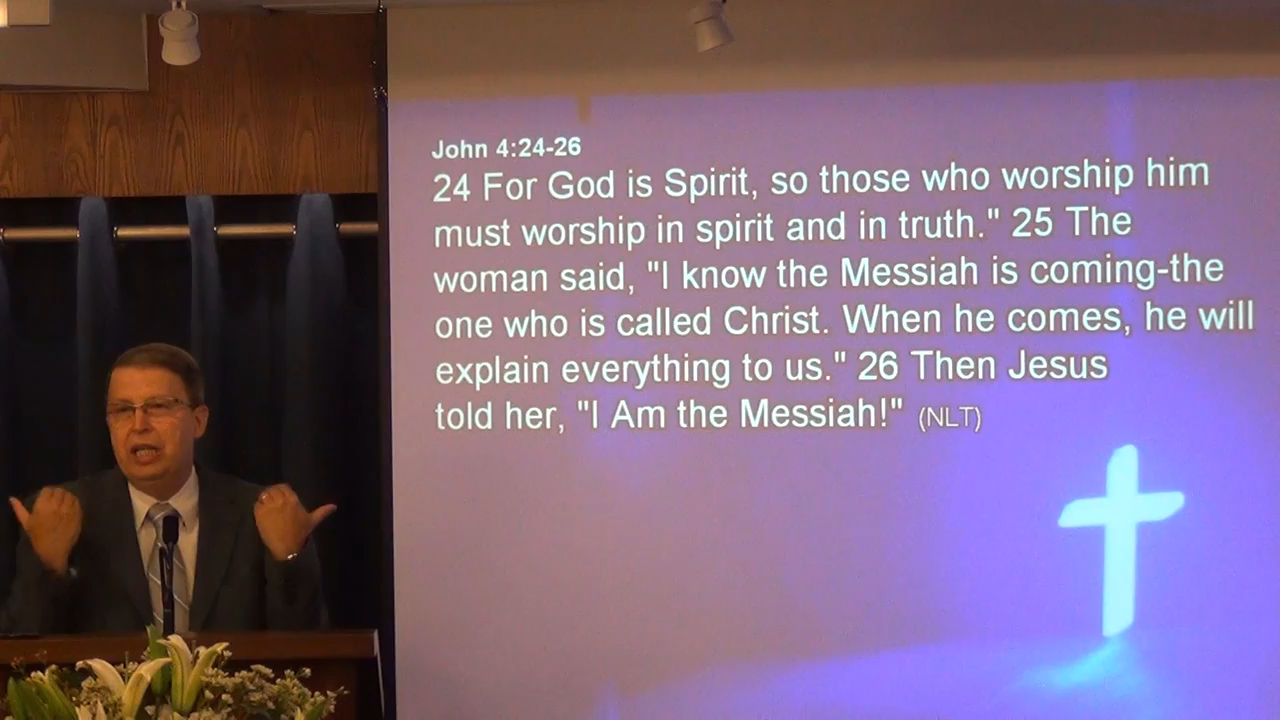 John 4:24-26
24 For God is Spirit, so those who worship him
must worship in spirit and in truth." 25 The
woman said, "I know the Messiah is coming-the
one who is called Christ. When he comes, he will
explain everything to us." 26 Then Jesus
told her, "I Am the Messiah!" (NLT)